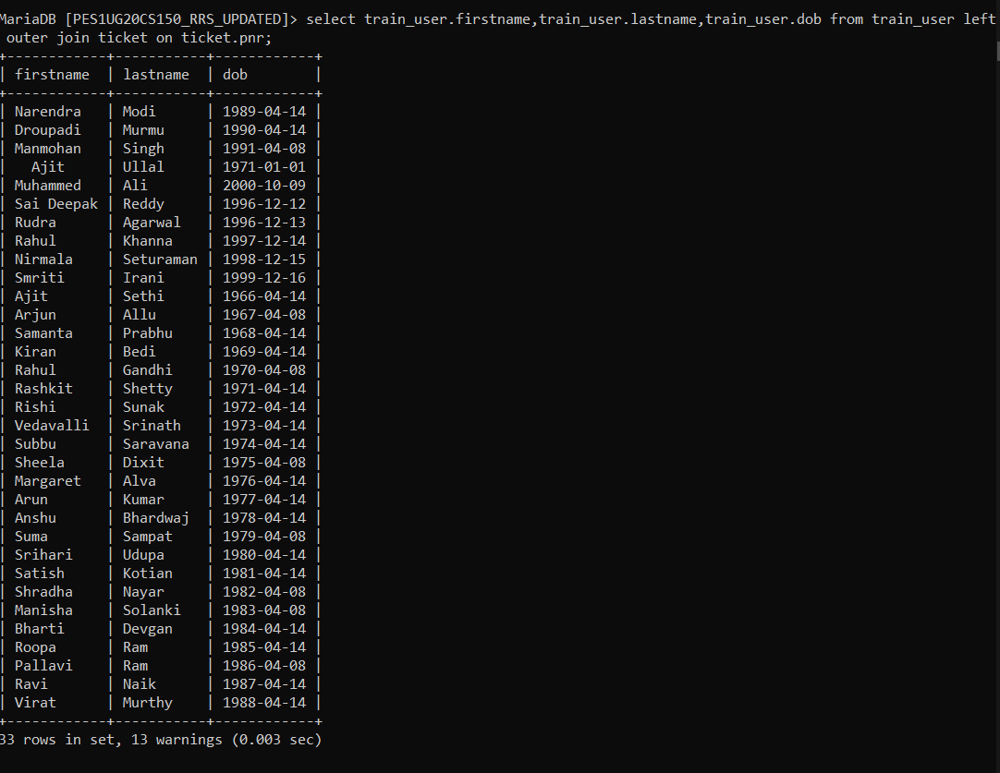 MariaDB [PES1UG20CS150_RRS_UPDATED]> select train_user.firstname,train_user.lastname,train_user.dob from train_user left
 outer join ticket on ticket.pnr;
+------------+-----------+------------+
| firstname  | lastname  | dob        |
+------------+-----------+------------+
| Narendra   | Modi      | 1989-04-14 |
| Droupadi   | Murmu     | 1990-04-14 |
| Manmohan   | Singh     | 1991-04-08 |
|   Ajit     | Ullal     | 1971-01-01 |
| Muhammed   | Ali       | 2000-10-09 |
| Sai Deepak | Reddy     | 1996-12-12 |
| Rudra      | Agarwal   | 1996-12-13 |
| Rahul      | Khanna    | 1997-12-14 |
| Nirmala    | Seturaman | 1998-12-15 |
| Smriti     | Irani     | 1999-12-16 |
| Ajit       | Sethi     | 1966-04-14 |
| Arjun      | Allu      | 1967-04-08 |
| Samanta    | Prabhu    | 1968-04-14 |
| Kiran      | Bedi      | 1969-04-14 |
| Rahul      | Gandhi    | 1970-04-08 |
| Rashkit    | Shetty    | 1971-04-14 |
| Rishi      | Sunak     | 1972-04-14 |
| Vedavalli  | Srinath   | 1973-04-14 |
| Subbu      | Saravana  | 1974-04-14 |
| Sheela     | Dixit     | 1975-04-08 |
| Margaret   | Alva      | 1976-04-14 |
| Arun       | Kumar     | 1977-04-14 |
| Anshu      | Bhardwaj  | 1978-04-14 |
| Suma       | Sampat    | 1979-04-08 |
| Srihari    | Udupa     | 1980-04-14 |
| Satish     | Kotian    | 1981-04-14 |
| Shradha    | Nayar     | 1982-04-08 |
| Manisha    | Solanki   | 1983-04-08 |
| Bharti     | Devgan    | 1984-04-14 |
| Roopa      | Ram       | 1985-04-14 |
| Pallavi    | Ram       | 1986-04-08 |
| Ravi       | Naik      | 1987-04-14 |
| Virat      | Murthy    | 1988-04-14 |
+------------+-----------+------------+
33 rows in set, 13 warnings (0.003 sec)